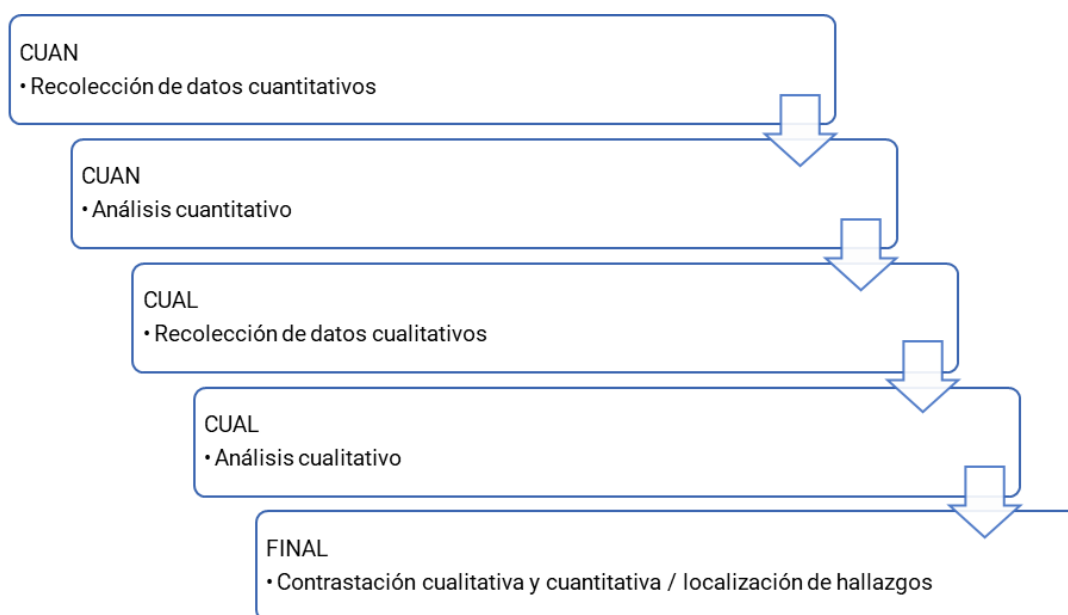 CUAN
• Recolección de datos cuantitativos
CUAN
• Análisis cuantitativo
CUAL
• Recolección de datos cualitativos
CUAL
• Análisis cualitativo
FINAL
• Contrastación cualitativa y cuantitativa / localización de hallazgos